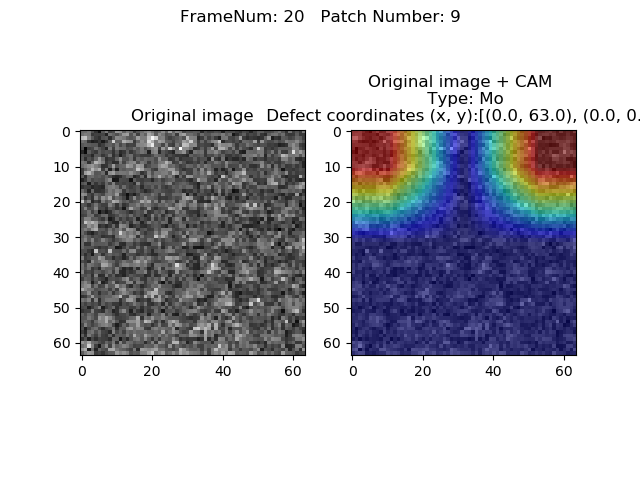 FrameNum: 20   Patch Number: 9
Original image + CAM
Type: Mo
Original image
Defect coordinates (x, y):[(0.0, 63.0), (0.0, 0.
0
10
20
30
40
50
60
0 20 40 60
0
10
20
30
40
50
60
0 20 40 60